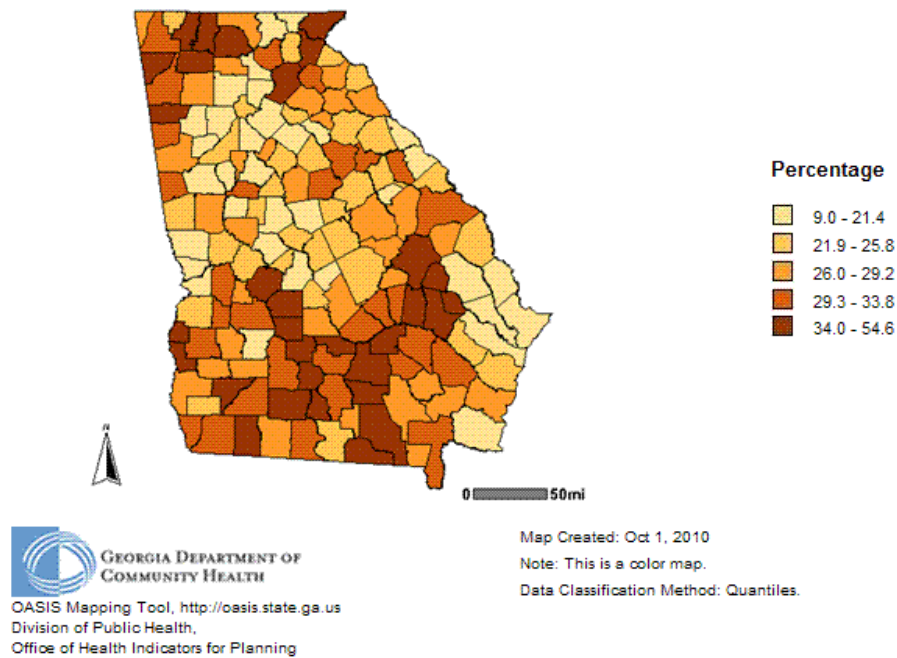 Percentage
9.0 - 21.4
21.9 - 25.8
26.0 - 29.2
29.3 - 33.8
34.0 - 54.6
N
0 50mi
GEORGIA DEPARTMENT OF
COMMUNITY HEALTH
OASIS Mapping Tool, http://oasis.state.ga.us
Division of Public Health,
Office of Health Indicators for Planning
Map Created: Oct 1, 2010
Note: This is a color map.
Data Classification Method: Quantiles.